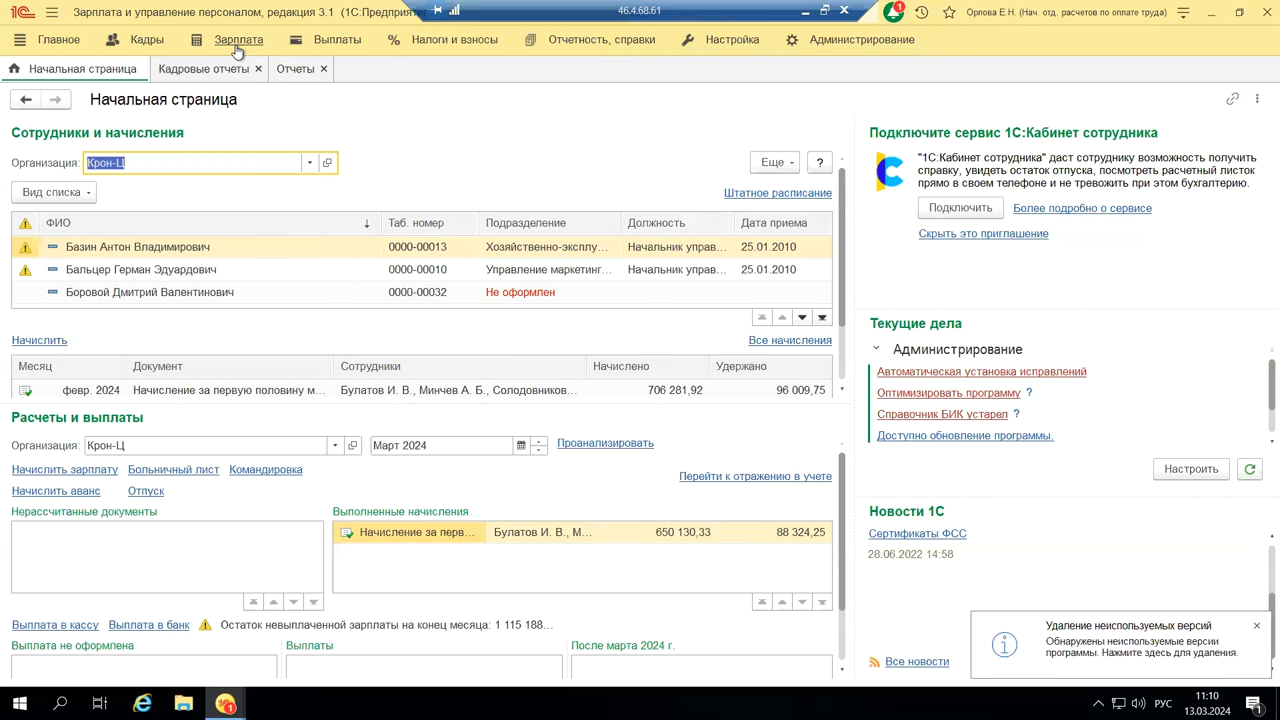 Зарплата и управление персоналом, редакция 3.1 (1С:Предприятие
46.4.68.61
1
Орлова Е.Н. (Нач. отд. расчетов по оплате труда)
Главное
Кадры
Зарплата
Выплаты
Налоги и взносы
Отчетность, справки
Настройка
Администрирование
Начальная страница
Кадровые отчеты
Отчеты
Начальная страница
Сотрудники и начисления
Организация: Крон-Ц
Еще
?
Вид списка
Штатное расписание
ФИО
Таб. номер
Подразделение
Должность
Дата приема
Базин Антон Владимирович
0000-00013
Хозяйственно-эксплу...
Начальник управ...
25.01.2010
Бальцер Герман Эдуардович
0000-00010
Управление маркетинг...
Начальник управ...
25.01.2010
Боровой Дмитрий Валентинович
0000-00032
Не оформлен
Начислить
Все начисления
Месяц
Документ
Сотрудники
Начислено
Удержано
февр. 2024
Начисление за первую половину м...
Булатов И. В., Минчев А. Б., Солодовников...
706 281,92
96 009,75
Расчеты и выплаты
Организация: Крон-Ц
Март 2024
Проанализировать
Начислить зарплату
Больничный лист
Командировка
Перейти к отражению в учете
Начислить аванс
Отпуск
Нерассчитанные документы
Выполненные начисления
Начисление за перв...
Булатов И. В., М...
650 130,33
88 324,25
Выплата в кассу
Выплата в банк
Остаток невыплаченной зарплаты на конец месяца: 1 115 188...
Выплата не оформлена
Выплаты
После марта 2024 г.
Подключите сервис 1С:Кабинет сотрудника
"1С:Кабинет сотрудника" даст сотруднику возможность получить
справку, увидеть остаток отпуска, посмотреть расчетный листок
прямо в своем телефоне и не тревожить при этом бухгалтерию.
Подключить
Более подробно о сервисе
Скрыть это приглашение
Текущие дела
Администрирование
Автоматическая установка исправлений
Оптимизировать программу ?
Справочник БИК устарел ?
Доступно обновление программы.
Настроить
Новости 1С
Сертификаты ФСС
28.06.2022 14:58
Удаление неиспользуемых версий
Обнаружены неиспользуемые версии
программы. Нажмите здесь для удаления.
Все новости
РУС
11:10
13.03.2024
1